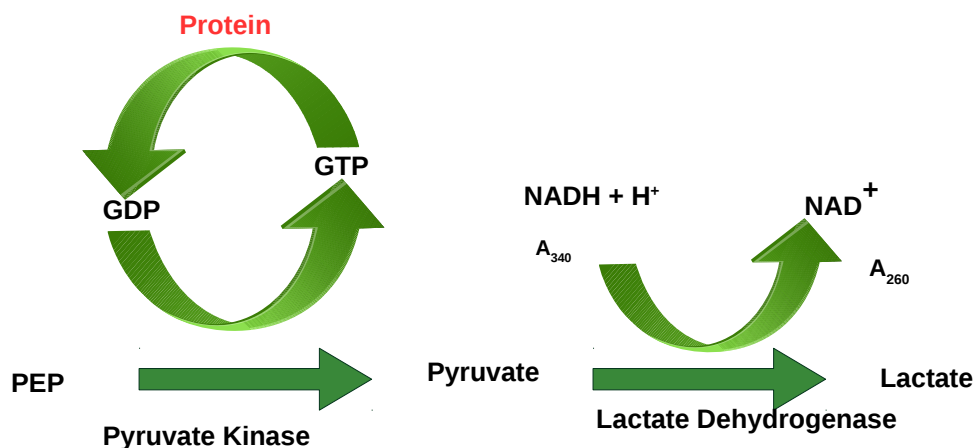 Protein
GTP
GDP
NADH + H⁺
NAD⁺
A₃₄₀
A₂₆₀
PEP
Pyruvate
Lactate
Pyruvate Kinase
Lactate Dehydrogenase